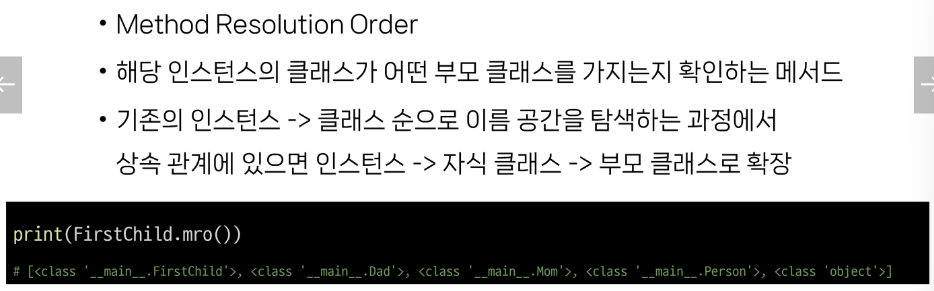 • Method Resolution Order
• 해당 인스턴스의 클래스가 어떤 부모 클래스를 가지는지 확인하는 메서드
• 기존의 인스턴스 -> 클래스 순으로 이름 공간을 탐색하는 과정에서
상속 관계에 있으면 인스턴스 -> 자식 클래스 -> 부모 클래스로 확장
print(FirstChild.mro())
# [<class '__main__.FirstChild'>, <class '__main__.Dad'>, <class '__main__.Mom'>, <class '__main__.Person'>, <class 'object'>]